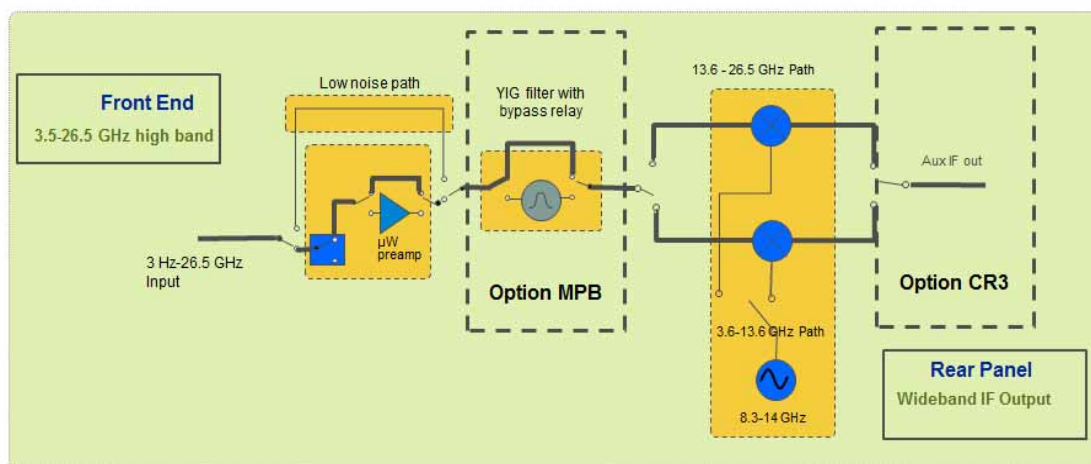 Front End
3.5-26.5 GHz high band
Low noise path
YIG filter with
bypass relay
13.6 - 26.5 GHz Path
Aux IF out
3 Hz-26.5 GHz
Input
µW
preamp
Option MPB
Option CR3
3.6-13.6 GHz Path
8.3-14 GHz
Rear Panel
Wideband IF Output